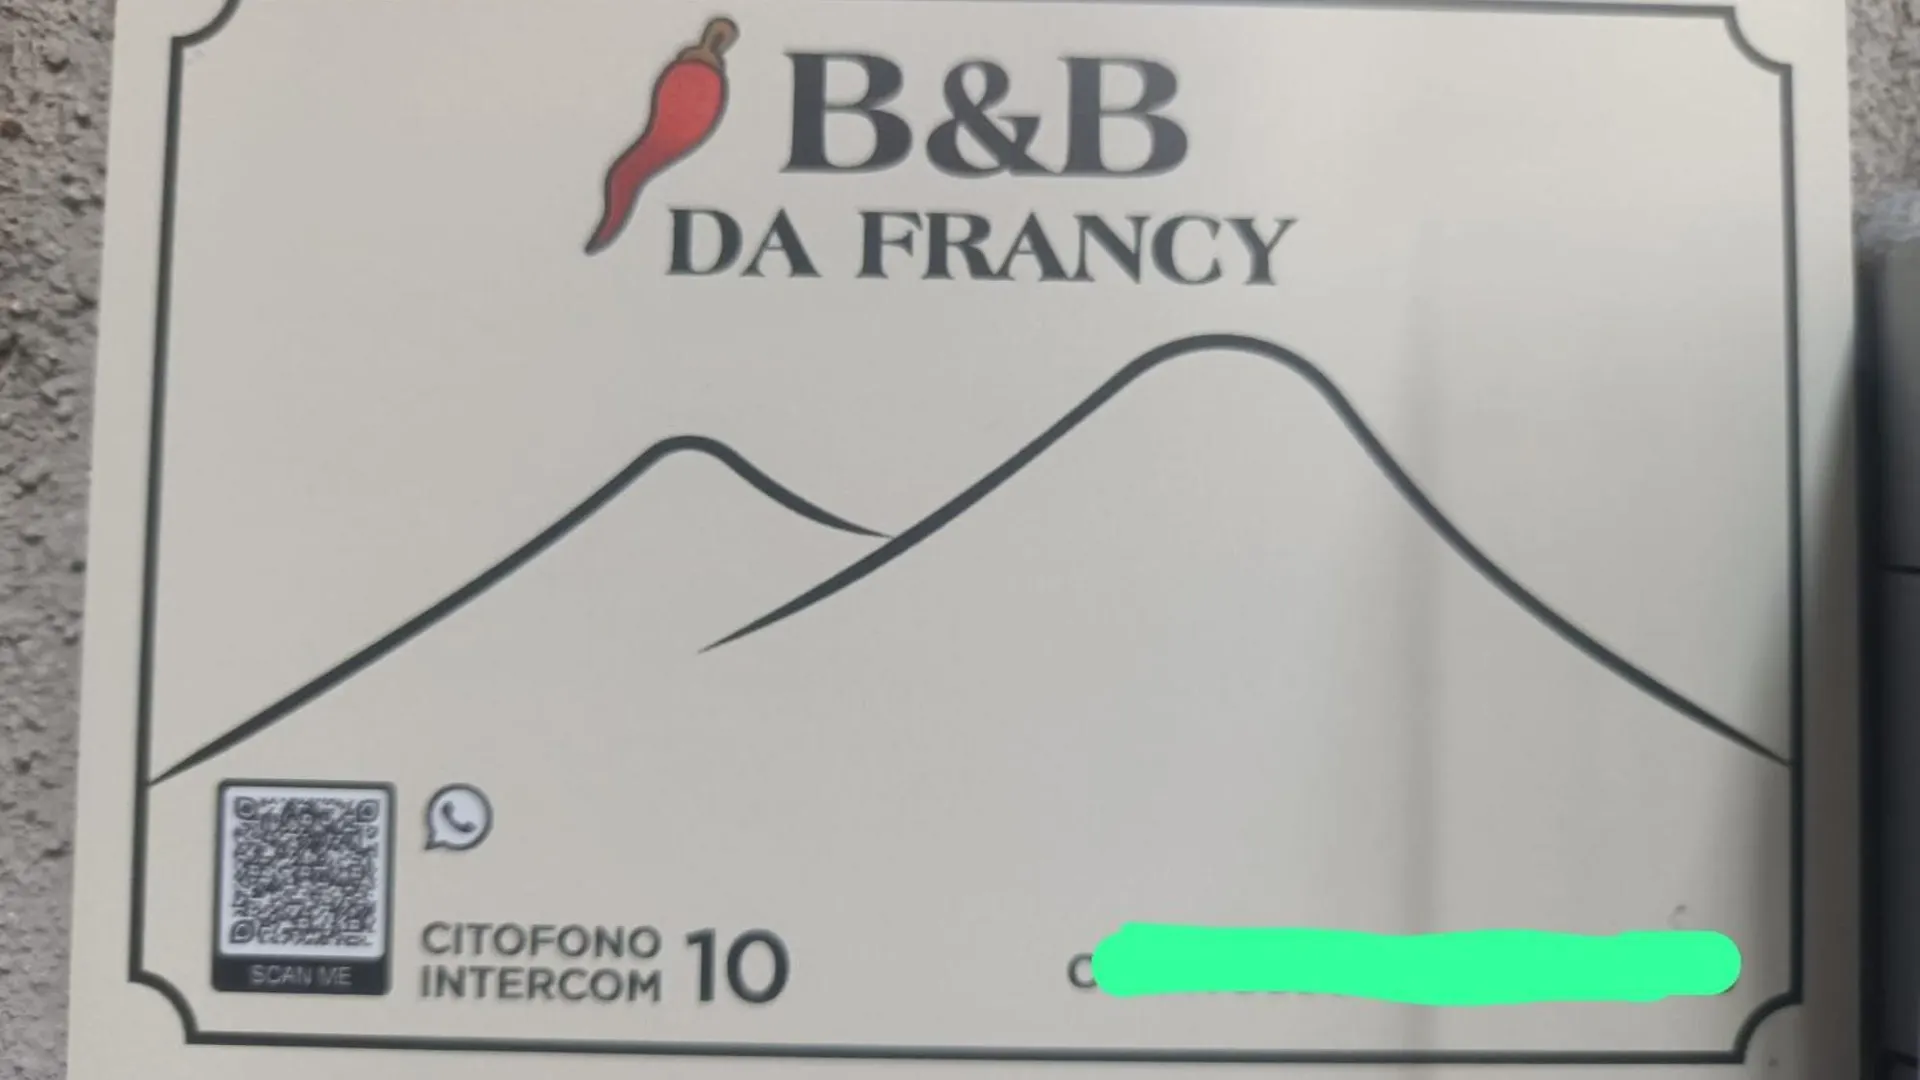 B&B
DA FRANCY
SCAN ME
CITOFONO
INTERCOM
10